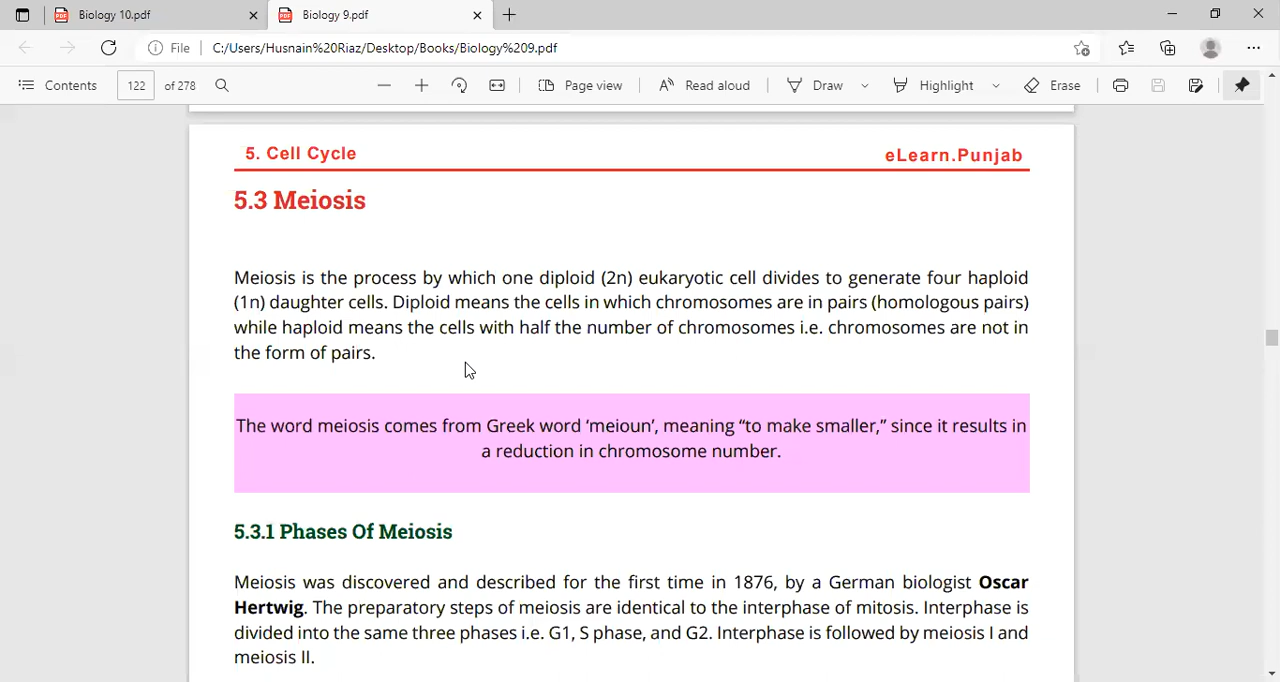 Biology 10.pdf
Biology 9.pdf
File
C:/Users/Husnain%20Riaz/Desktop/Books/Biology%209.pdf
Contents
122 of 278
Page view
Read aloud
Draw
Highlight
Erase
5. Cell Cycle
eLearn.Punjab
5.3 Meiosis
Meiosis is the process by which one diploid (2n) eukaryotic cell divides to generate four haploid
(1n) daughter cells. Diploid means the cells in which chromosomes are in pairs (homologous pairs)
while haploid means the cells with half the number of chromosomes i.e. chromosomes are not in
the form of pairs.
The word meiosis comes from Greek word ‘meioun’, meaning “to make smaller,” since it results in
a reduction in chromosome number.
5.3.1 Phases Of Meiosis
Meiosis was discovered and described for the first time in 1876, by a German biologist Oscar
Hertwig. The preparatory steps of meiosis are identical to the interphase of mitosis. Interphase is
divided into the same three phases i.e. G1, S phase, and G2. Interphase is followed by meiosis I and
meiosis II.